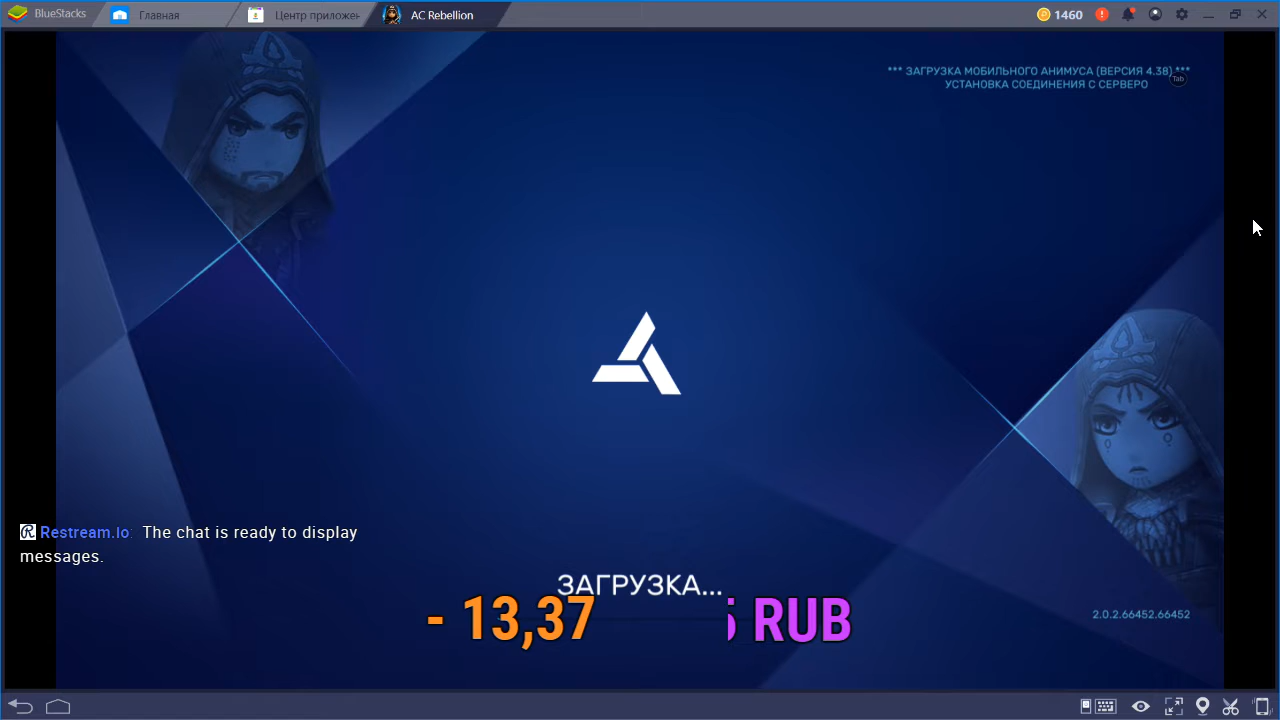 BlueStacks
Главная
Центр приложен
AC Rebellion
1460
*** ЗАГРУЗКА МОБИЛЬНОГО АНИМУСА (ВЕРСИЯ 4.38) ***
УСТАНОВКА СОЕДИНЕНИЯ С СЕРВЕРО
Tab
Restream.Io: The chat is ready to display
messages.
ЗАГРУЗКА...
- 13,37
RUB
2.0.2.66452.66452